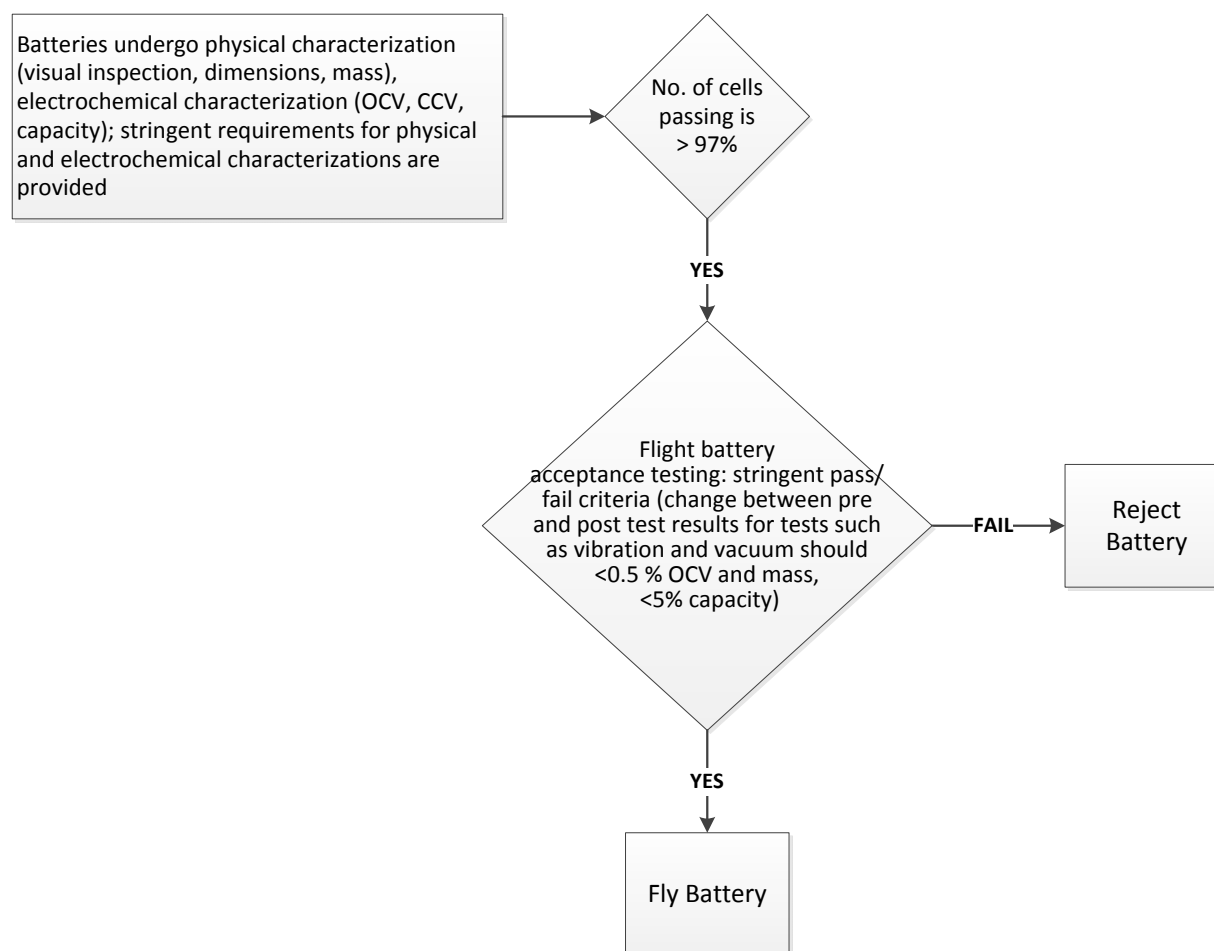 Batteries undergo physical characterization
(visual inspection, dimensions, mass),
electrochemical characterization (OCV, CCV,
capacity); stringent requirements for physical
and electrochemical characterizations are
provided
No. of cells
passing is
> 97%
YES
Flight battery
acceptance testing: stringent pass/
fail criteria (change between pre
and post test results for tests such
as vibration and vacuum should
<0.5 % OCV and mass,
<5% capacity)
FAIL
Reject
Battery
YES
Fly Battery